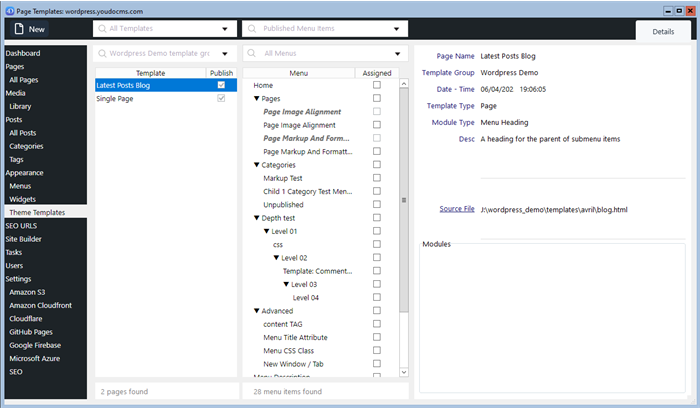 Page Templates: wordpress.youdocms.com
New
All Templates
Published Menu Items
Details
Wordpress Demo template gr
All Menus
Dashboard
Pages
All Pages
Media
Library
Posts
All Posts
Categories
Tags
Appearance
Menus
Widgets
Theme Templates
SEO URLS
Site Builder
Tasks
Users
Settings
Amazon S3
Amazon Cloudfront
Cloudflare
GitHub Pages
Google Firebase
Microsoft Azure
SEO
Template Publish
Latest Posts Blog
Single Page
2 pages found
Menu Assigned
Home
Pages
Page Image Alignment
Page Image Alignment
Page Markup And Form...
Page Markup And Formatt...
Categories
Markup Test
Child 1 Category Test Men...
Unpublished
Depth test
Level 01
css
Level 02
Template: Comment...
Level 03
Level 04
Advanced
content TAG
Menu Title Attribute
Menu CSS Class
New Window / Tab
Menu Description
28 menu items found
Page Name Latest Posts Blog
Template Group Wordpress Demo
Date - Time 06/04/202 19:06:05
Template Type Page
Module Type Menu Heading
Desc A heading for the parent of submenu items
Source File J:\wordpress_demo\templates\avril\blog.html
Modules